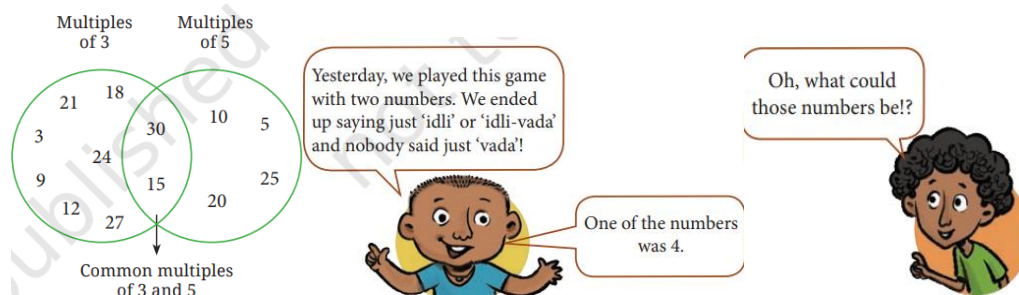 Multiples
of 3
Multiples
of 5
21
18
3
24
9
12
27
30
15
10
5
25
20
Common multiples
of 3 and 5
Yesterday, we played this game
with two numbers. We ended
up saying just ‘idli’ or ‘idli-vada’
and nobody said just ‘vada’!
One of the numbers
was 4.
Oh, what could
those numbers be!?
not to